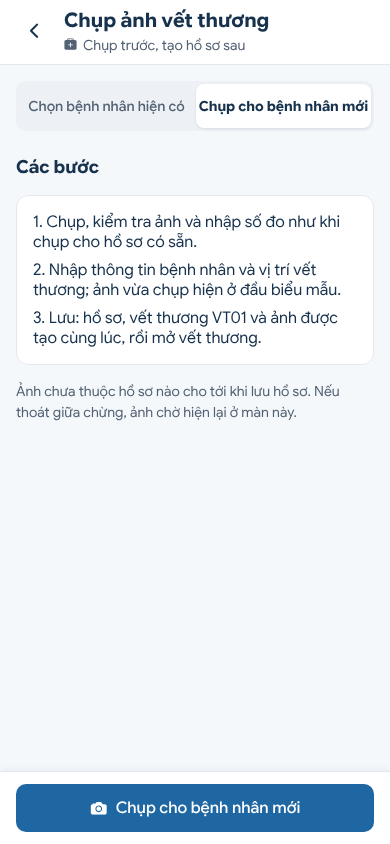 Chụp ảnh vết thương
Chụp trước, tạo hồ sơ sau
Chọn bệnh nhân hiện có
Chụp cho bệnh nhân mới
Các bước
1. Chụp, kiểm tra ảnh và nhập số đo như khi
chụp cho hồ sơ có sẵn.
2. Nhập thông tin bệnh nhân và vị trí vết
thương; ảnh vừa chụp hiện ở đầu biểu mẫu.
3. Lưu: hồ sơ, vết thương VT01 và ảnh được
tạo cùng lúc, rồi mở vết thương.
Ảnh chưa thuộc hồ sơ nào cho tới khi lưu hồ sơ. Nếu
thoát giữa chừng, ảnh chờ hiện lại ở màn này.
Chụp cho bệnh nhân mới